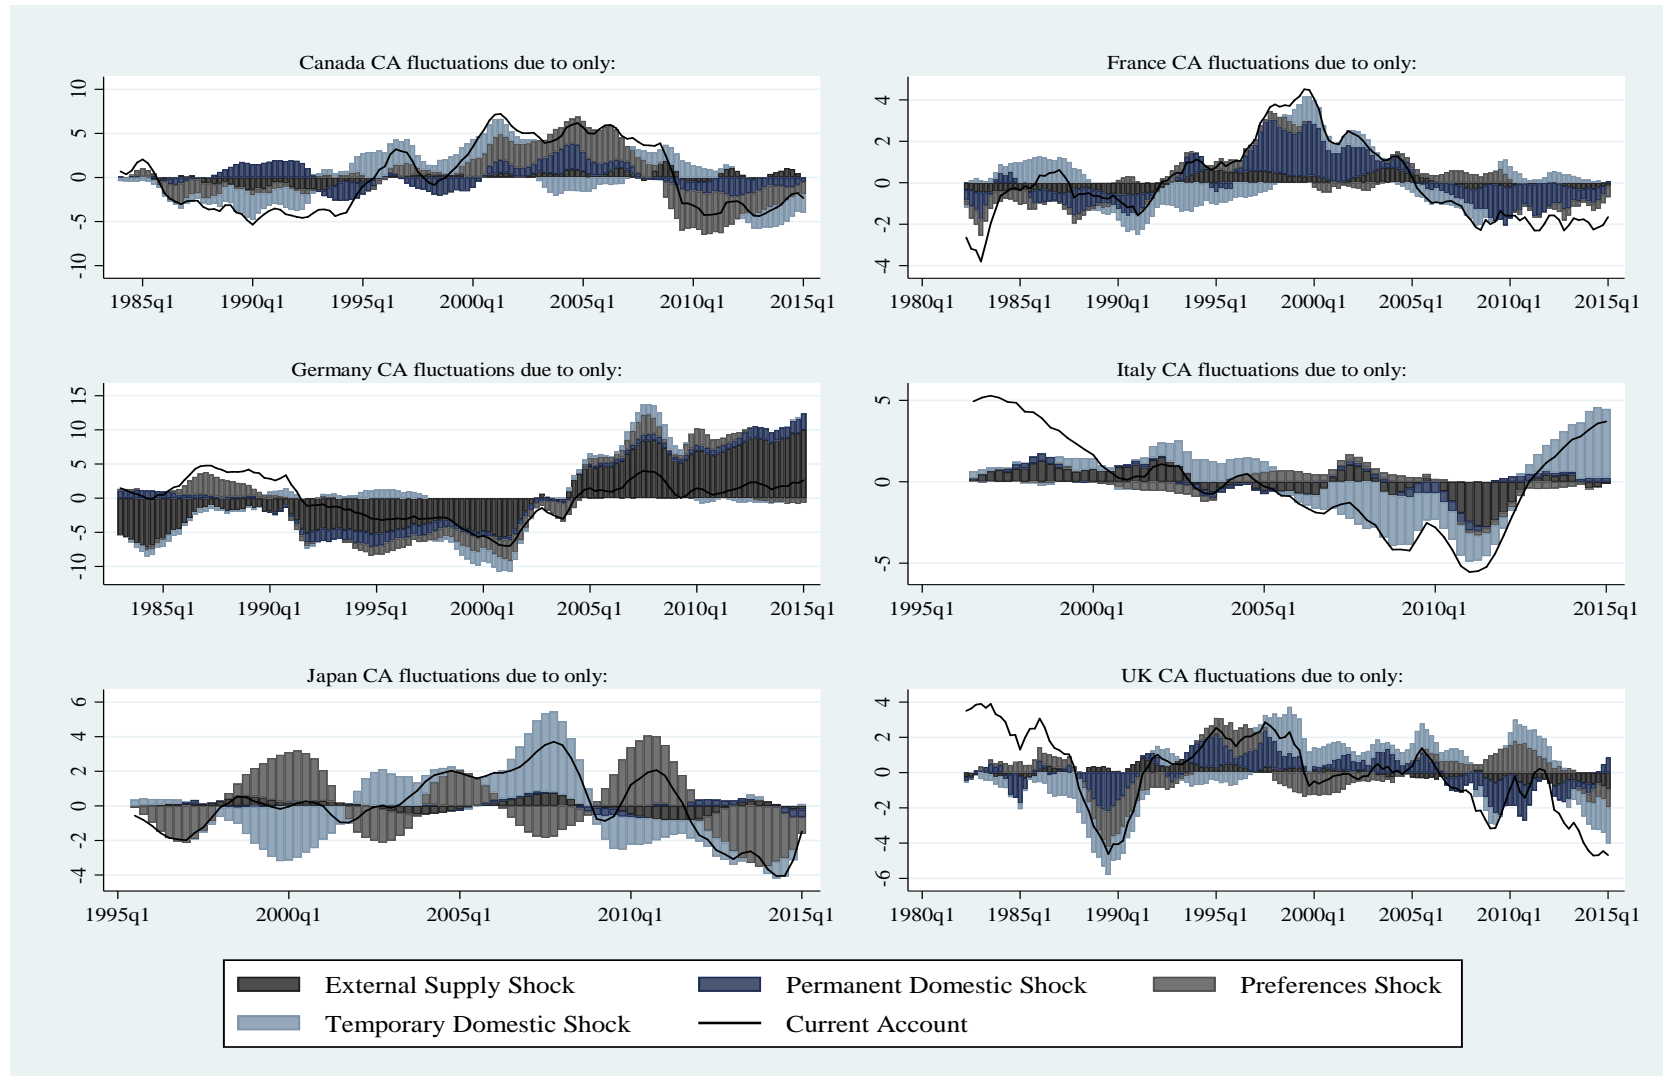 Canada CA fluctuations due to only:
10
5
0
-5
-10
1985q1 1990q1 1995q1 2000q1 2005q1 2010q1 2015q1
France CA fluctuations due to only:
4
2
0
-2
-4
1980q1 1985q1 1990q1 1995q1 2000q1 2005q1 2010q1 2015q1
Germany CA fluctuations due to only:
15
10
5
0
-5
-10
1985q1 1990q1 1995q1 2000q1 2005q1 2010q1 2015q1
Italy CA fluctuations due to only:
5
0
-5
1995q1 2000q1 2005q1 2010q1 2015q1
Japan CA fluctuations due to only:
6
4
2
0
-2
-4
1995q1 2000q1 2005q1 2010q1 2015q1
UK CA fluctuations due to only:
4
2
0
-2
-4
-6
1980q1 1985q1 1990q1 1995q1 2000q1 2005q1 2010q1 2015q1
External Supply Shock Permanent Domestic Shock Preferences Shock
Temporary Domestic Shock Current Account